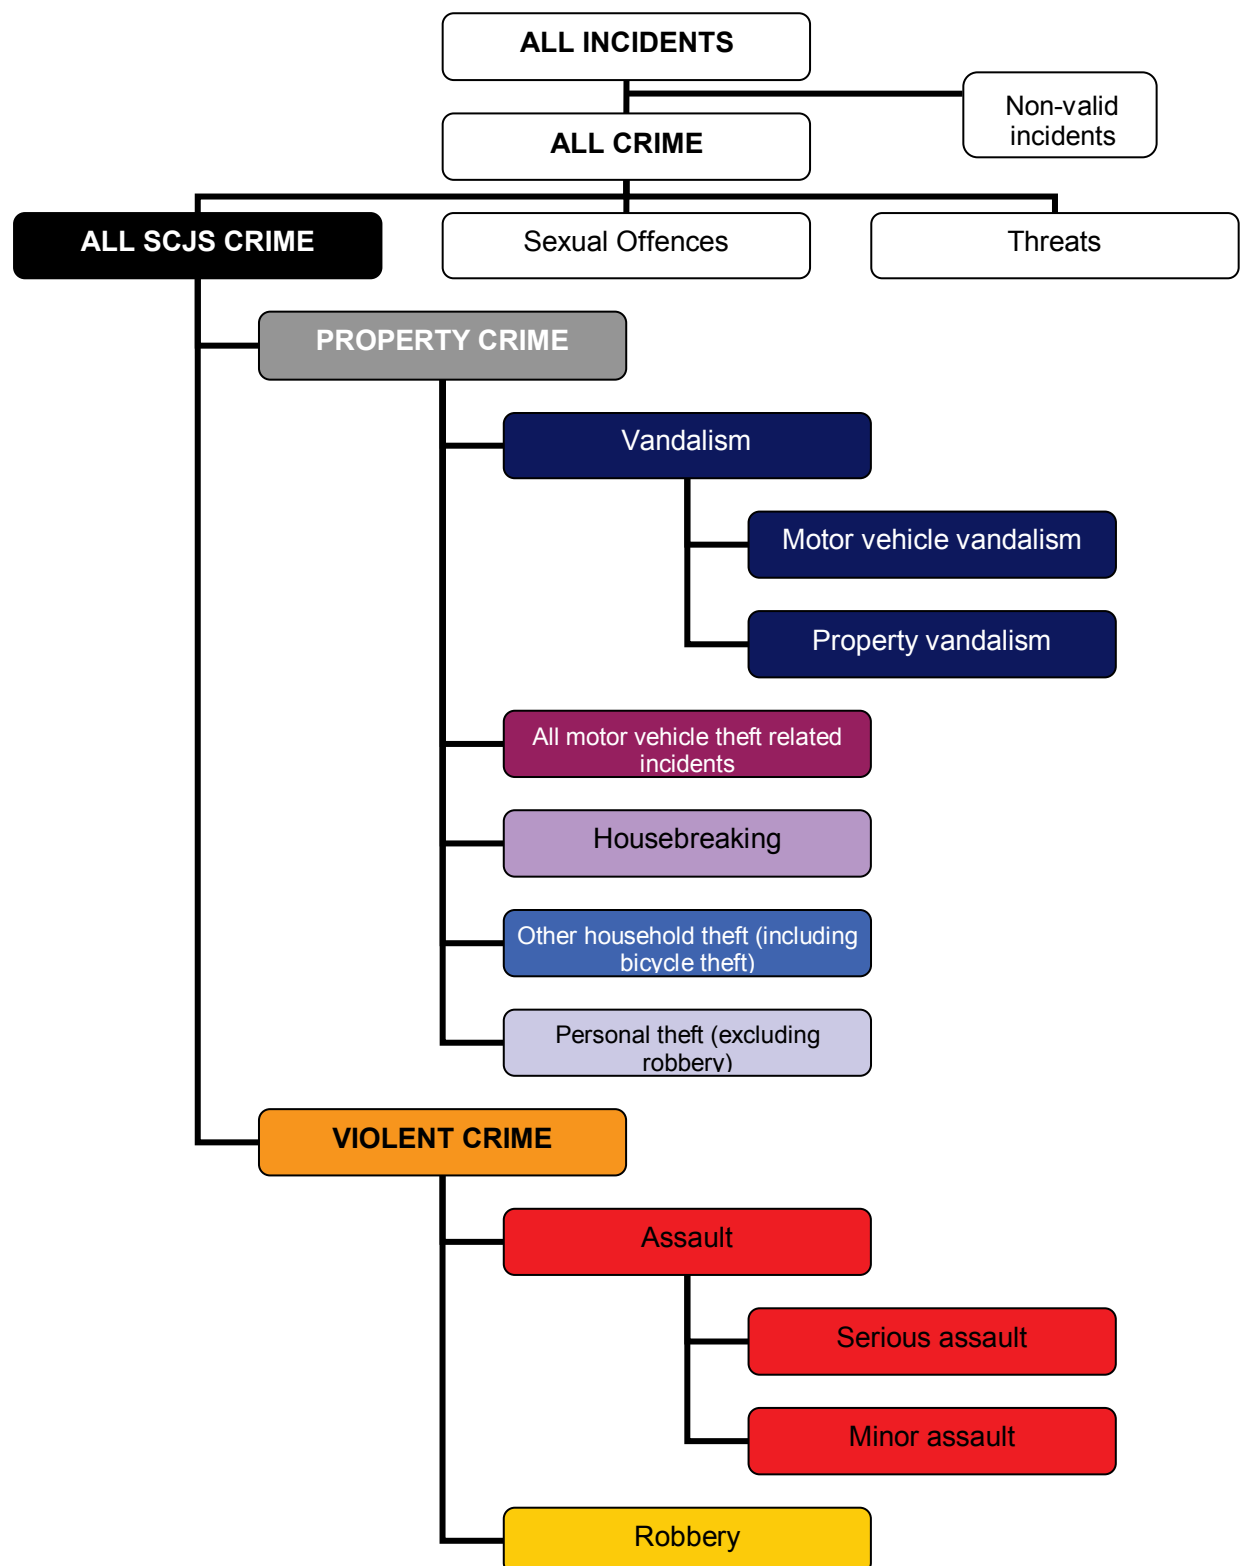 ALL INCIDENTS
Non-valid
incidents
ALL CRIME
ALL SCJS CRIME
Sexual Offences
Threats
PROPERTY CRIME
Vandalism
Motor vehicle vandalism
Property vandalism
All motor vehicle theft related
incidents
Housebreaking
Other household theft (including
bicycle theft)
Personal theft (excluding
robbery)
VIOLENT CRIME
Assault
Serious assault
Minor assault
Robbery